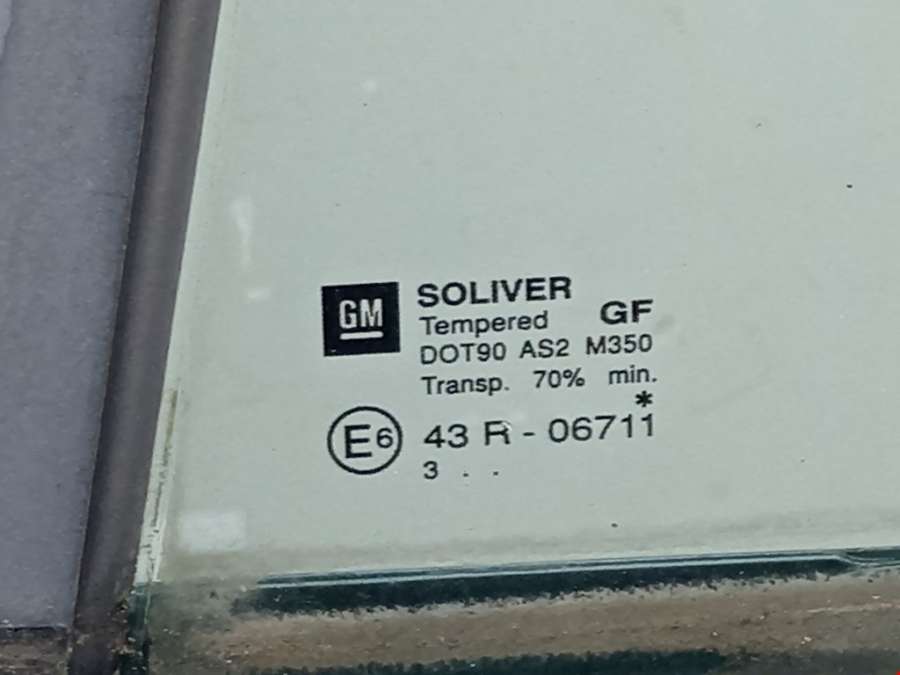 GM SOLIVER
Tempered GF
DOT90 AS2 M350
Transp. 70% min.
*
E6 43 R - 06711
3 . .